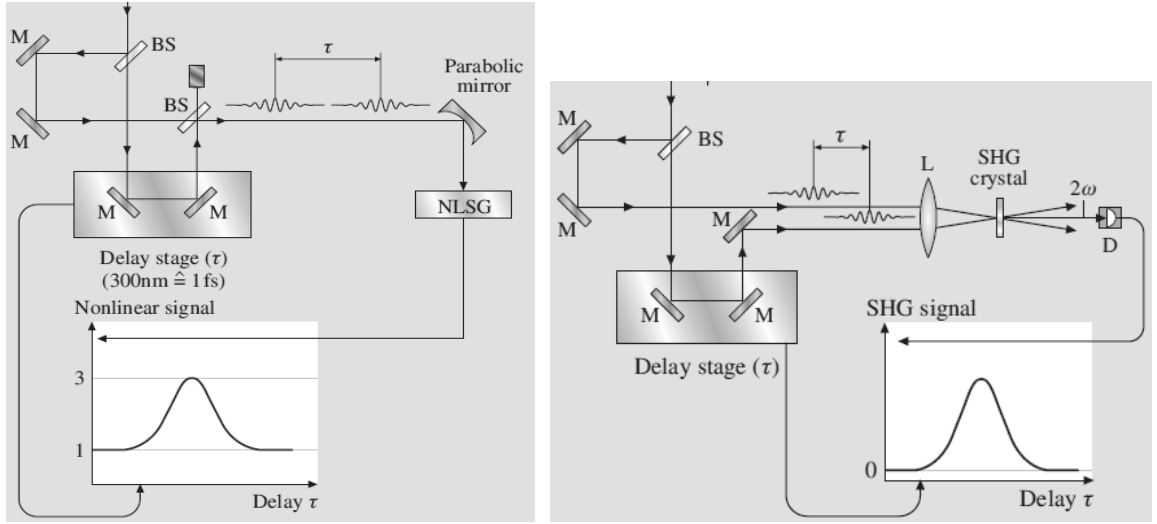 M
BS
τ
Parabolic
mirror
BS
M
M
M
NLSG
Delay stage (τ)
(300nm ≙ 1fs)
Nonlinear signal
3
1
Delay τ
M
BS
τ
L
SHG
crystal
2ω
M
M
D
M
M
Delay stage (τ)
SHG signal
0
Delay τ